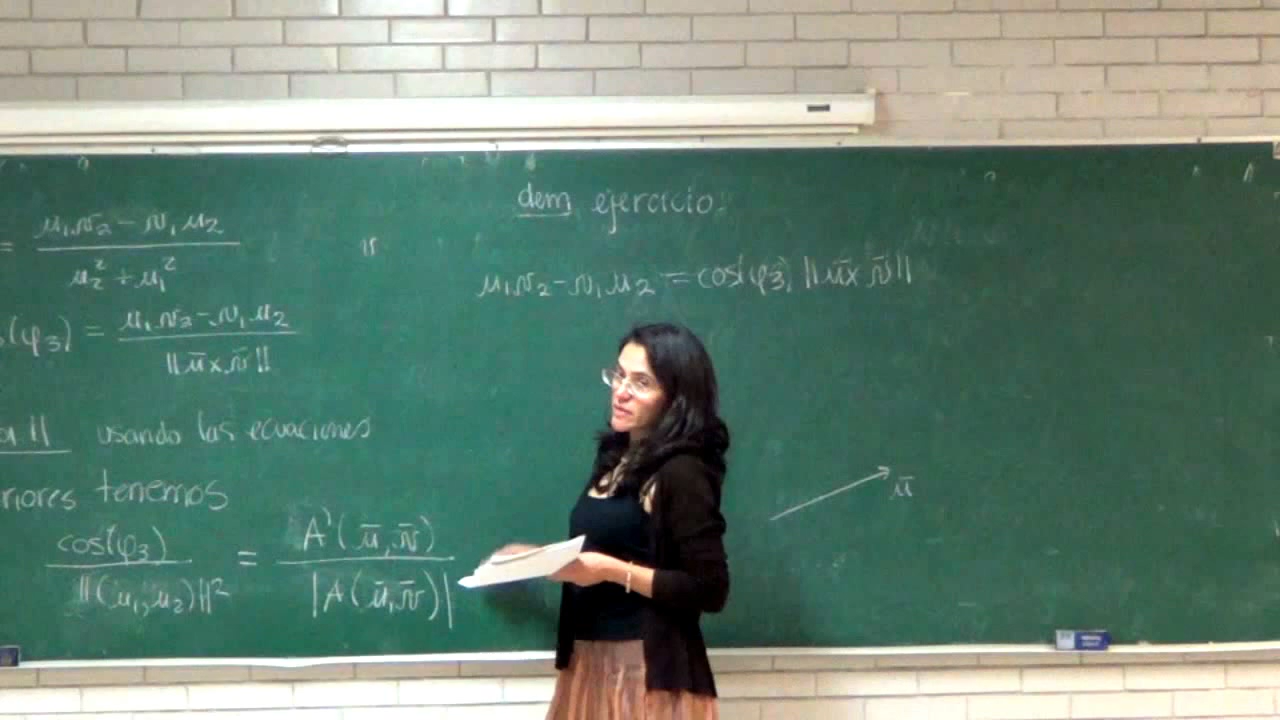 = u₁v₂ - v₁u₂ / u₂² + u₁²
(φ₃) = u₁v₂ - v₁u₂ / ||ū x v̄||
usando las ecuaciones
riores tenemos
cos(φ₃) / ||(u₁, u₂)||² = A'(ū, v̄) / |A(ū, v̄)|
dem ejercicio:
u₁v₂ - v₁u₂ = cos(φ₃) ||ū x v̄||
ū